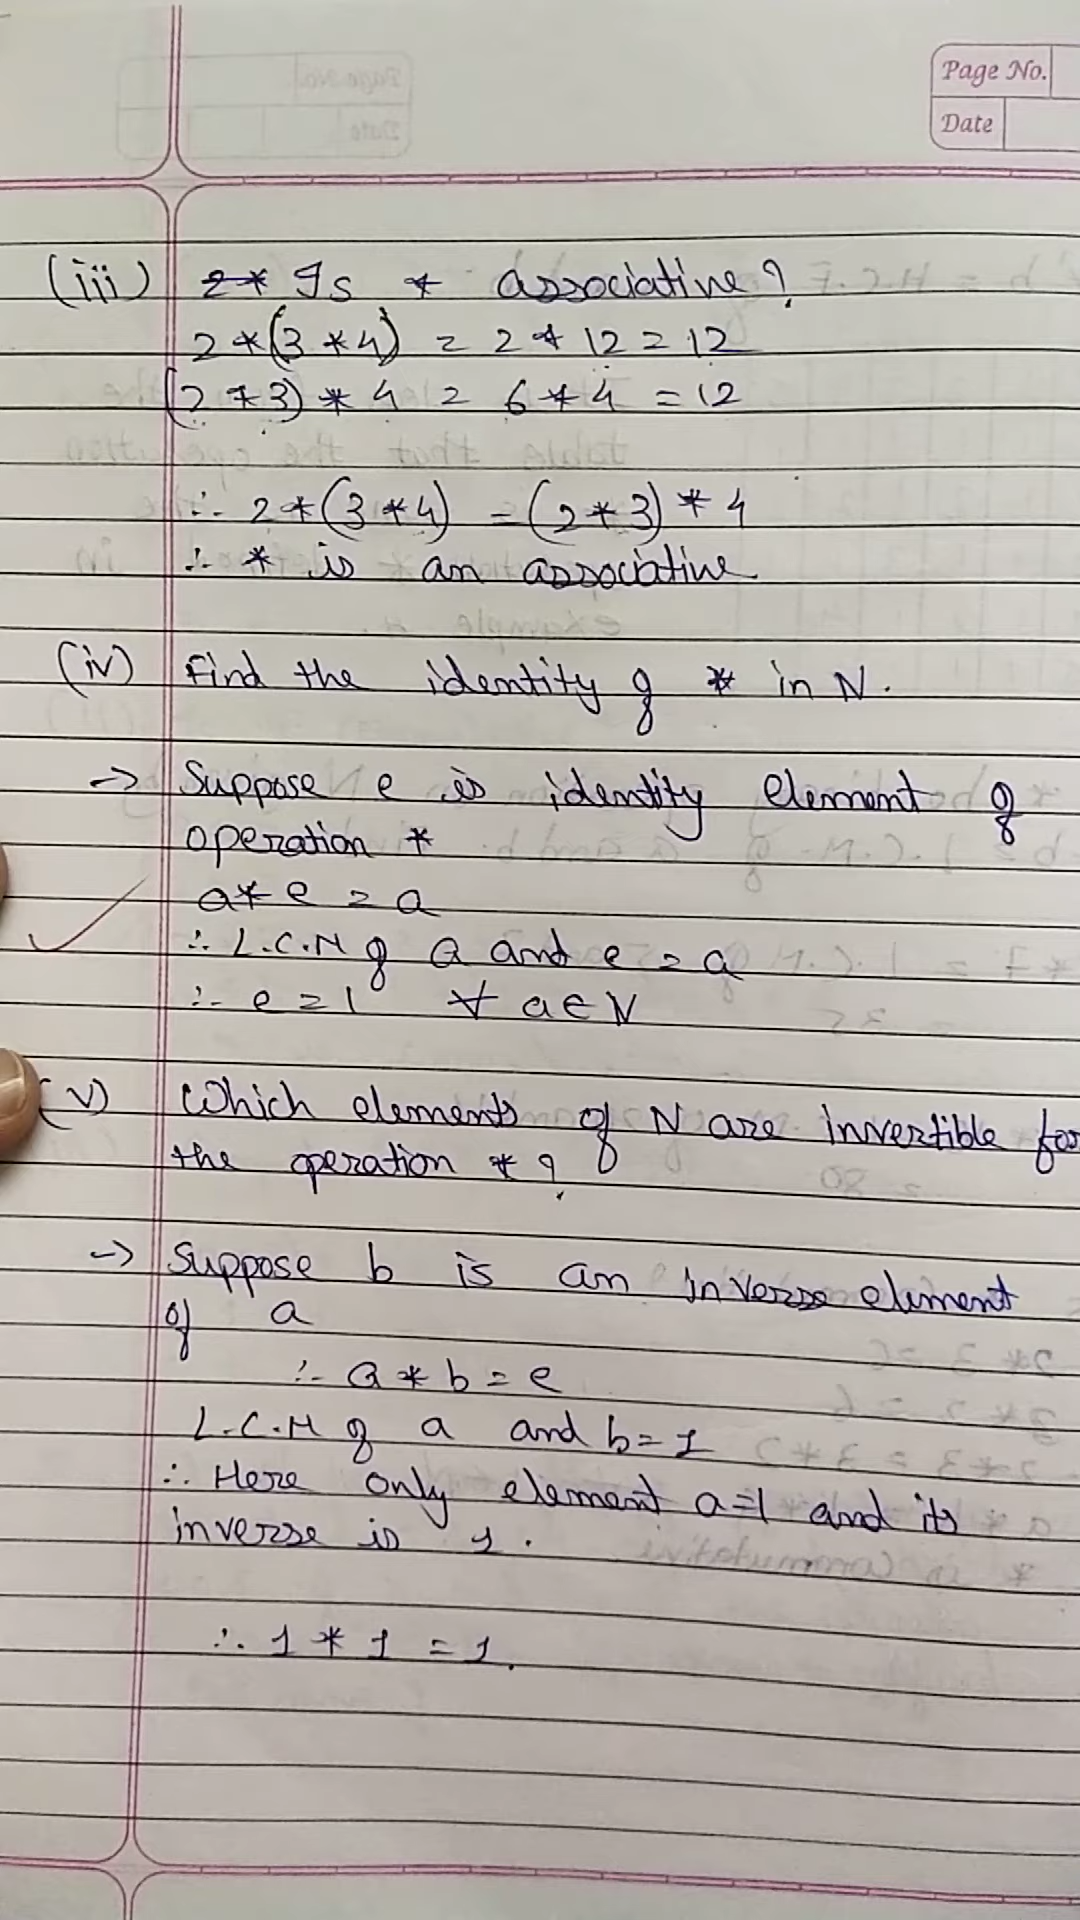 Page No.
Date
(iii) Is * associative?
2*(3*4) = 2*12 = 12
(2*3)*4 = 6*4 = 12
∴ 2*(3*4) = (2*3)*4
∴ * is an associative
(iv) Find the identity of * in N.
→ Suppose e is identity element of
operation *
a*e = a
∴ L.C.M of a and e = a
∴ e = 1 ∀ a∈N
(v) Which elements of N are invertible for
the operation * ?
→ Suppose b is an inverse element
of a
∴ a*b = e
L.C.M of a and b = 1
∴ Here only element a=1 and its
inverse is 1.
∴ 1 * 1 = 1.